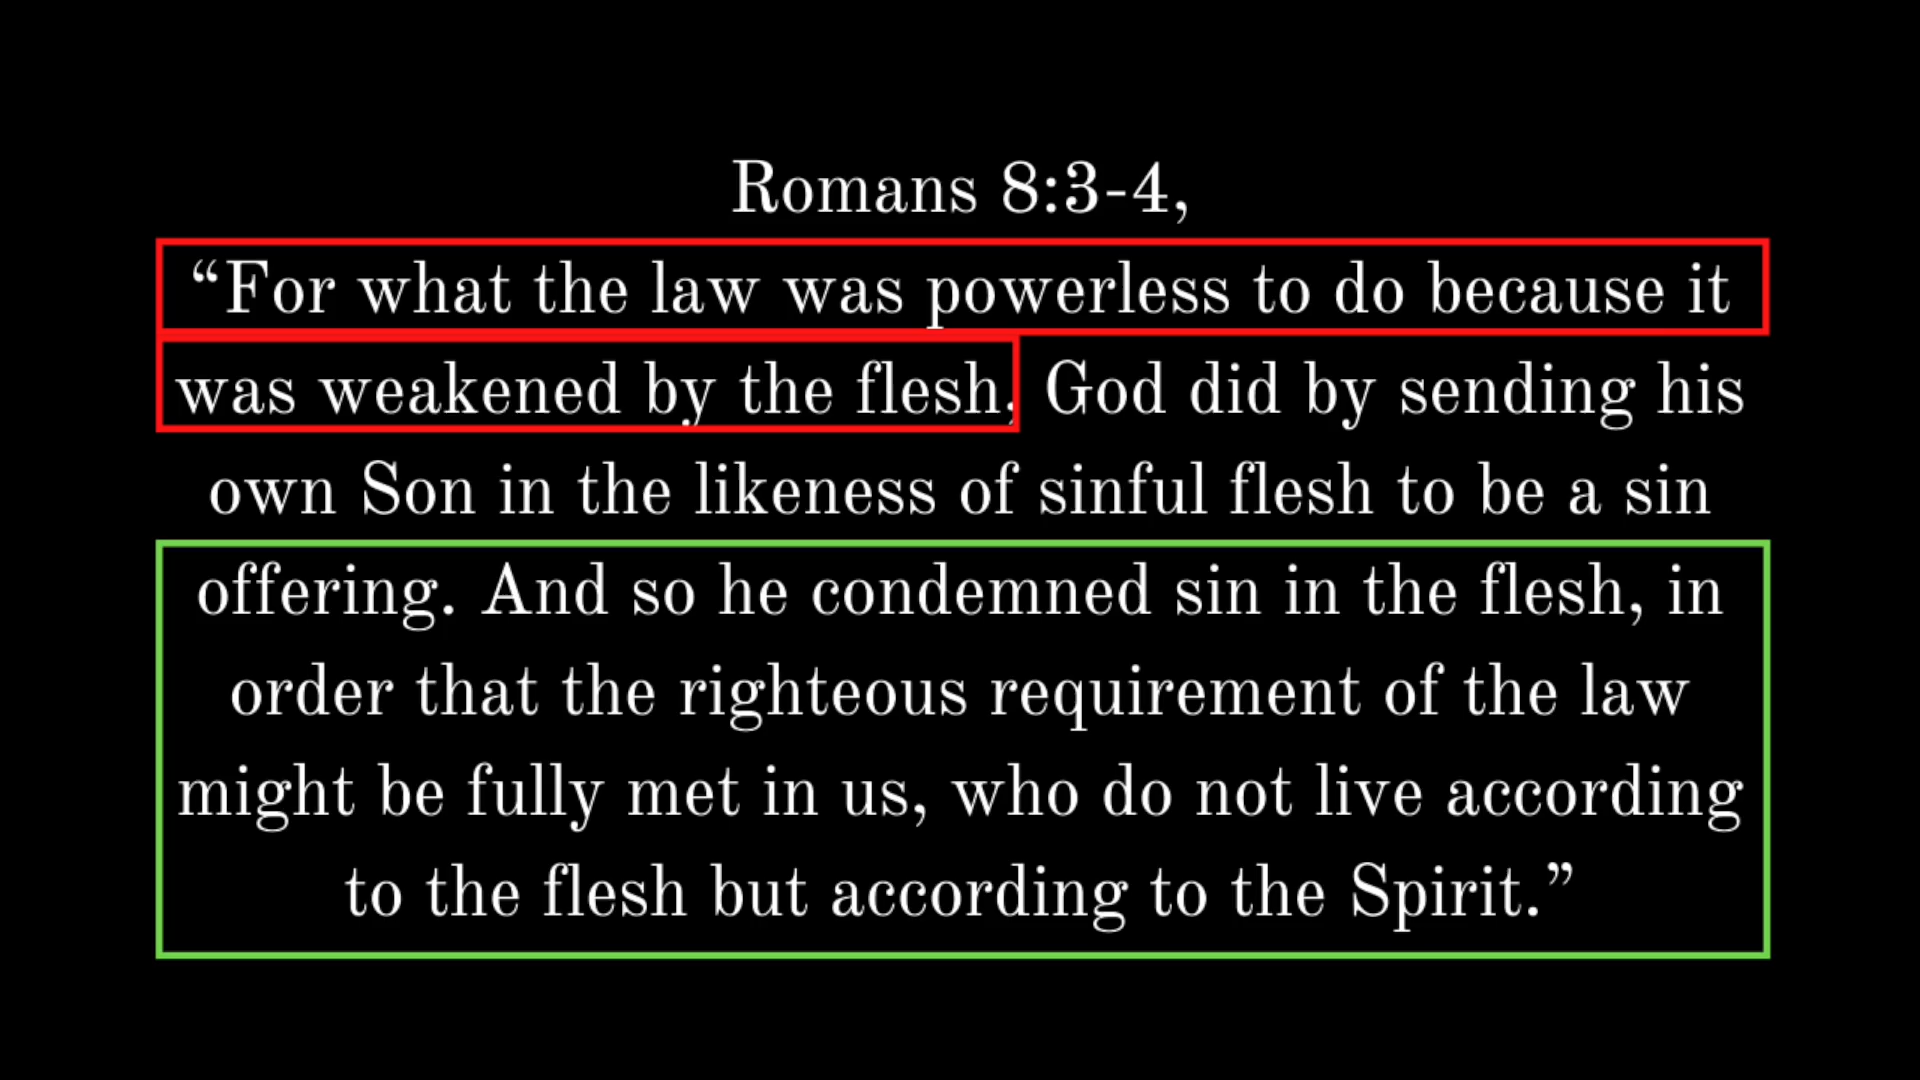 Romans 8:3-4,
“For what the law was powerless to do because it
was weakened by the flesh, God did by sending his
own Son in the likeness of sinful flesh to be a sin
offering. And so he condemned sin in the flesh, in
order that the righteous requirement of the law
might be fully met in us, who do not live according
to the flesh but according to the Spirit.”